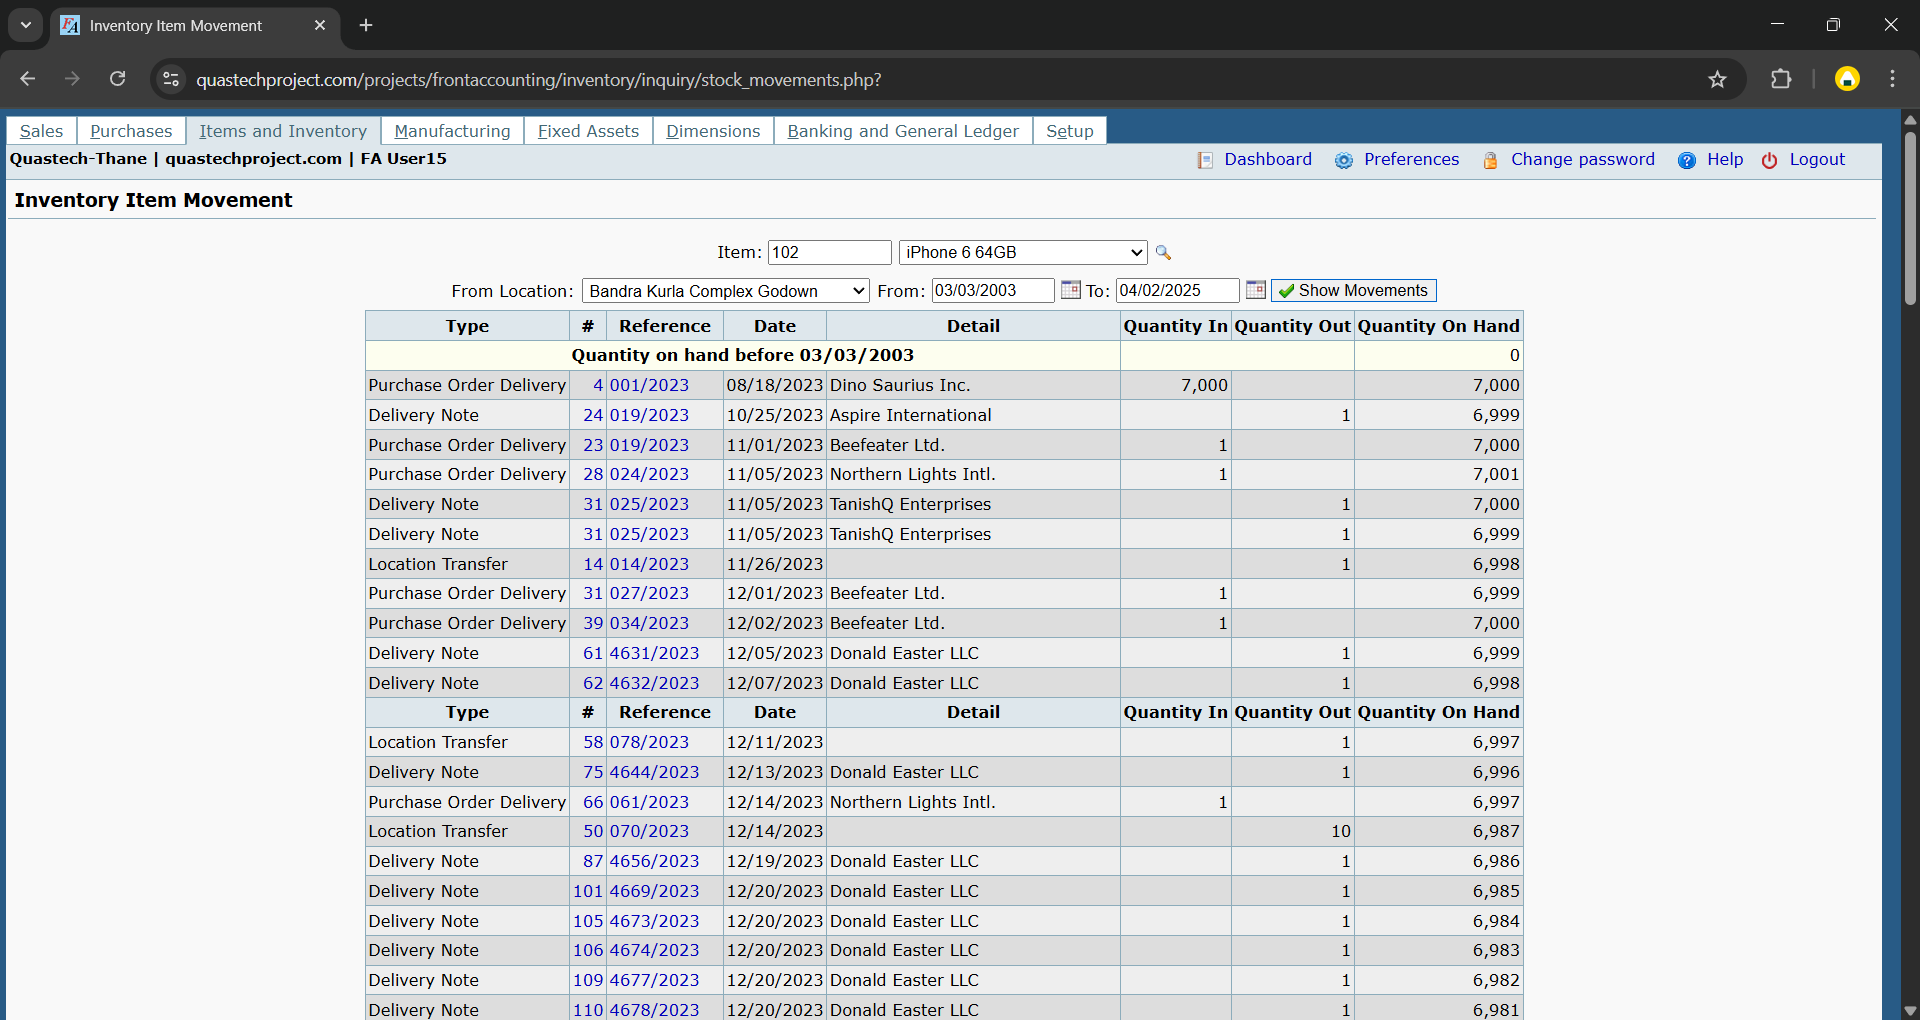 Inventory Item Movement
quastechproject.com/projects/frontaccounting/inventory/inquiry/stock_movements.php?
Sales Purchases Items and Inventory Manufacturing Fixed Assets Dimensions Banking and General Ledger Setup
Quastech-Thane | quastechproject.com | FA User15 Dashboard Preferences Change password Help Logout
Inventory Item Movement
Item: 102 iPhone 6 64GB
From Location: Bandra Kurla Complex Godown From: 03/03/2003 To: 04/02/2025 Show Movements
Type # Reference Date Detail Quantity In Quantity Out Quantity On Hand
Quantity on hand before 03/03/2003 0
Purchase Order Delivery 4 001/2023 08/18/2023 Dino Saurius Inc. 7,000 7,000
Delivery Note 24 019/2023 10/25/2023 Aspire International 1 6,999
Purchase Order Delivery 23 019/2023 11/01/2023 Beefeater Ltd. 1 7,000
Purchase Order Delivery 28 024/2023 11/05/2023 Northern Lights Intl. 1 7,001
Delivery Note 31 025/2023 11/05/2023 TanishQ Enterprises 1 7,000
Delivery Note 31 025/2023 11/05/2023 TanishQ Enterprises 1 6,999
Location Transfer 14 014/2023 11/26/2023 1 6,998
Purchase Order Delivery 31 027/2023 12/01/2023 Beefeater Ltd. 1 6,999
Purchase Order Delivery 39 034/2023 12/02/2023 Beefeater Ltd. 1 7,000
Delivery Note 61 4631/2023 12/05/2023 Donald Easter LLC 1 6,999
Delivery Note 62 4632/2023 12/07/2023 Donald Easter LLC 1 6,998
Type # Reference Date Detail Quantity In Quantity Out Quantity On Hand
Location Transfer 58 078/2023 12/11/2023 1 6,997
Delivery Note 75 4644/2023 12/13/2023 Donald Easter LLC 1 6,996
Purchase Order Delivery 66 061/2023 12/14/2023 Northern Lights Intl. 1 6,997
Location Transfer 50 070/2023 12/14/2023 10 6,987
Delivery Note 87 4656/2023 12/19/2023 Donald Easter LLC 1 6,986
Delivery Note 101 4669/2023 12/20/2023 Donald Easter LLC 1 6,985
Delivery Note 105 4673/2023 12/20/2023 Donald Easter LLC 1 6,984
Delivery Note 106 4674/2023 12/20/2023 Donald Easter LLC 1 6,983
Delivery Note 109 4677/2023 12/20/2023 Donald Easter LLC 1 6,982
Delivery Note 110 4678/2023 12/20/2023 Donald Easter LLC 1 6,981